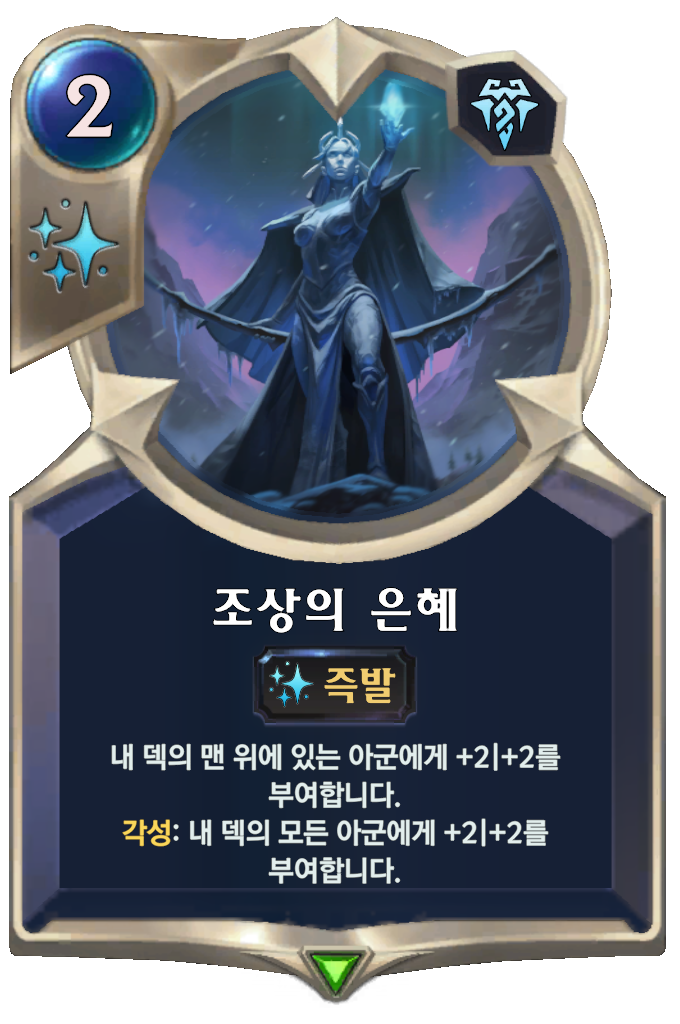 2
조상의 은혜
즉발
내 덱의 맨 위에 있는 아군에게 +2|+2를
부여합니다.
각성: 내 덱의 모든 아군에게 +2|+2를
부여합니다.